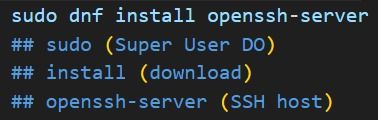 sudo dnf install openssh-server
## sudo (Super User DO)
## install (download)
## openssh-server (SSH host)